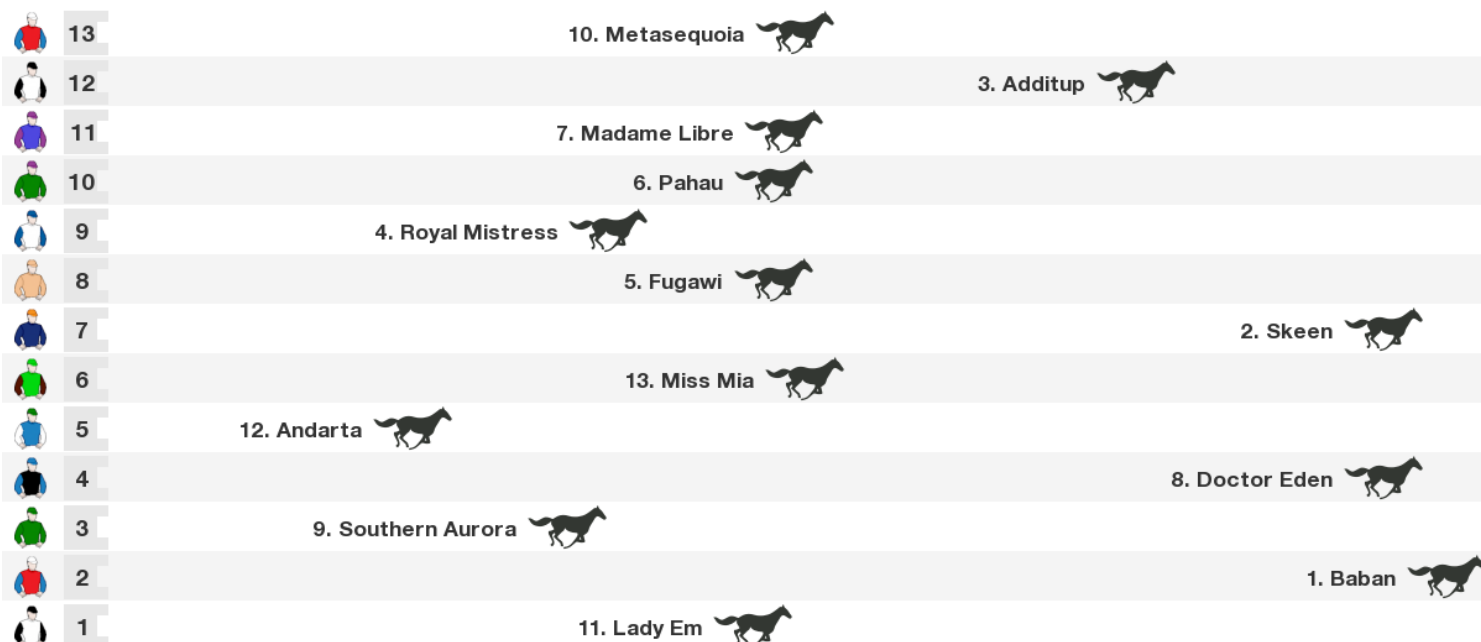 13 10. Metasequoia
12 3. Additup
11 7. Madame Libre
10 6. Pahau
9 4. Royal Mistress
8 5. Fugawi
7 2. Skeen
6 13. Miss Mia
5 12. Andarta
4 8. Doctor Eden
3 9. Southern Aurora
2 1. Baban
1 11. Lady Em